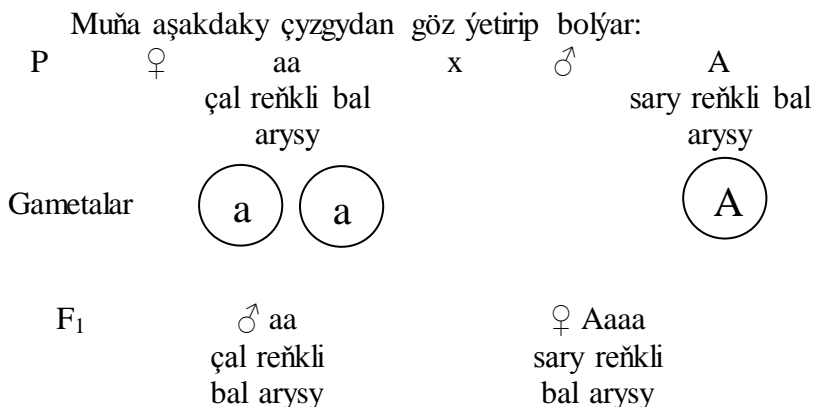 Muňa aşakdaky çyzgydan göz ýetirip bolýar:
P ♀ aa x ♂ A
çal reňkli bal sary reňkli bal
arysy arysy
Gametalar a a A
F₁ ♂ aa ♀ Aaaa
çal reňkli sary reňkli
bal arysy bal arysy